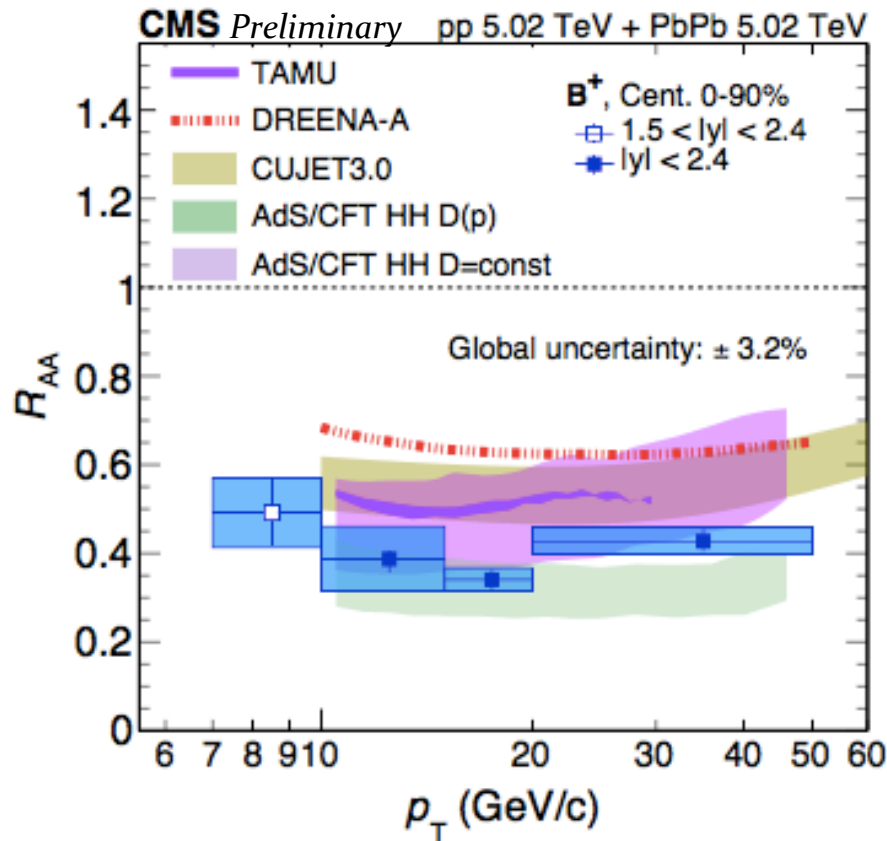 CMS Preliminary pp 5.02 TeV + PbPb 5.02 TeV
TAMU
DREENA-A
CUJET3.0
AdS/CFT HH D(p)
AdS/CFT HH D=const
B+, Cent. 0-90%
1.5 < |y| < 2.4
|y| < 2.4
Global uncertainty: ± 3.2%
R_AA
1.4
1.2
1
0.8
0.6
0.4
0.2
0
6 7 8 9 10 20 30 40 50 60
p_T (GeV/c)